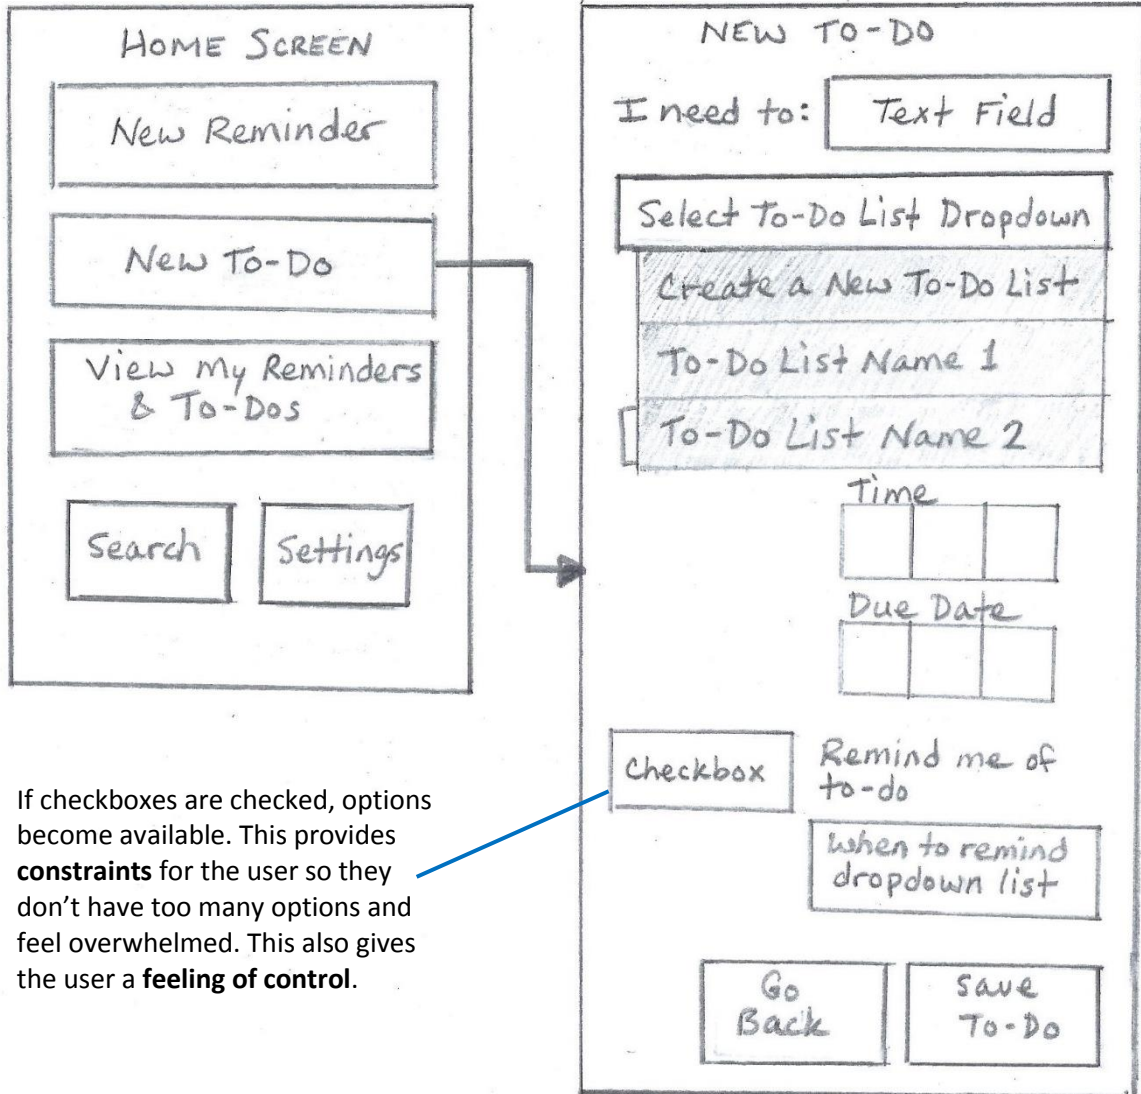 HOME SCREEN
New Reminder
New To-Do
View My Reminders
& To-Dos
Search
Settings
If checkboxes are checked, options
become available. This provides
constraints for the user so they
don't have too many options and
feel overwhelmed. This also gives
the user a feeling of control.
NEW TO-DO
I need to:
Text Field
Select To-Do List Dropdown
Create a New To-Do List
To-Do List Name 1
To-Do List Name 2
Time
Due Date
Checkbox
Remind me of
to-do
When to remind
dropdown list
Go
Back
Save
To-Do